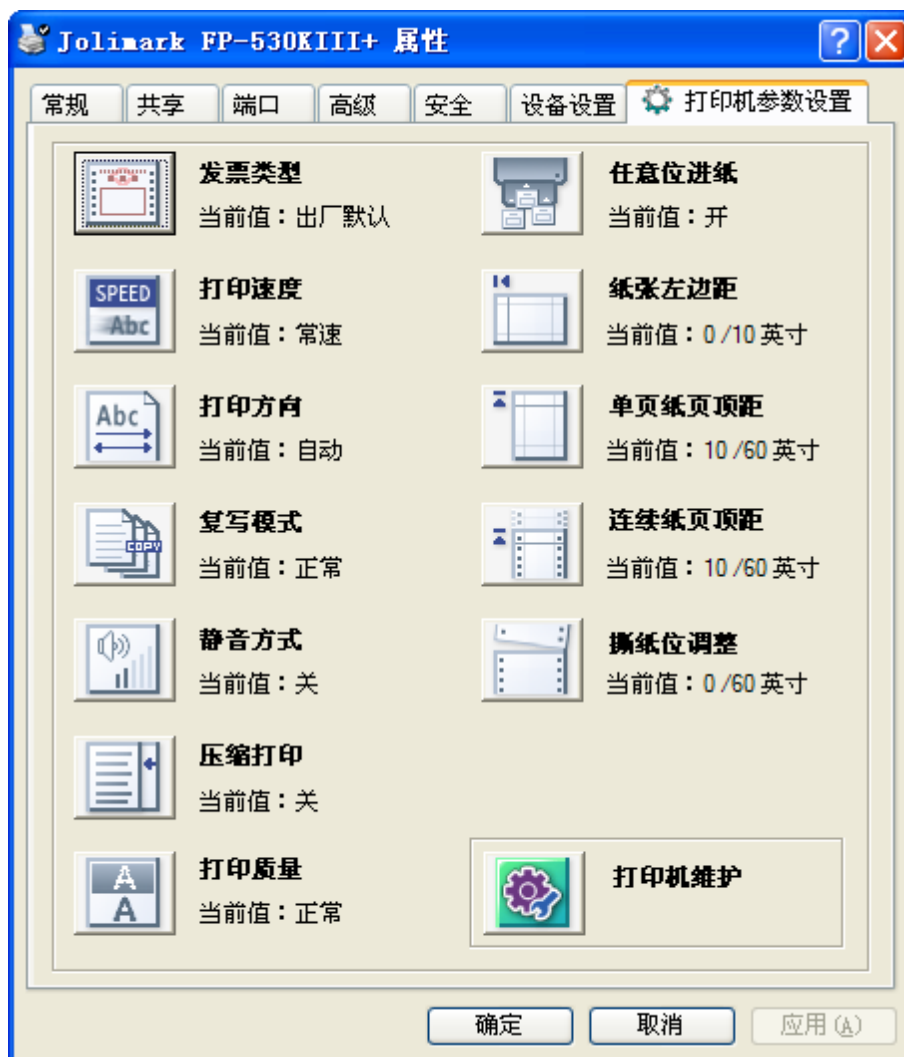 Jolimark FP-530KIII+ 属性
常规 共享 端口 高级 安全 设备设置 打印机参数设置
发票类型
当前值：出厂默认
任意位进纸
当前值：开
SPEED
Abc
打印速度
当前值：常速
纸张左边距
当前值：0 /10 英寸
Abc
打印方向
当前值：自动
单页纸页顶距
当前值：10 /60 英寸
COPY
复写模式
当前值：正常
连续纸页顶距
当前值：10 /60 英寸
静音方式
当前值：关
撕纸位调整
当前值：0 /60 英寸
压缩打印
当前值：关
A
A
打印质量
当前值：正常
打印机维护
确定 取消 应用(A)